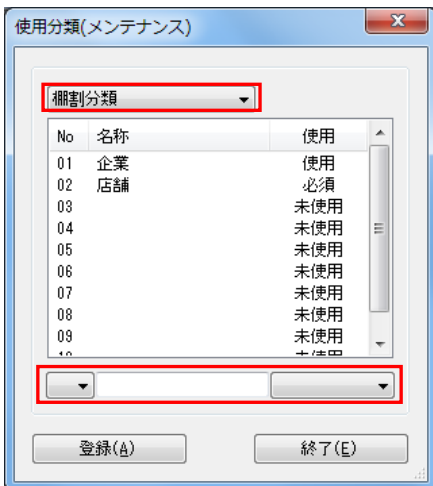 使用分類(メンテナンス)
棚割分類
No 名称 使用
01 企業 使用
02 店舗 必須
03 未使用
04 未使用
05 未使用
06 未使用
07 未使用
08 未使用
09 未使用
登録(A) 終了(E)